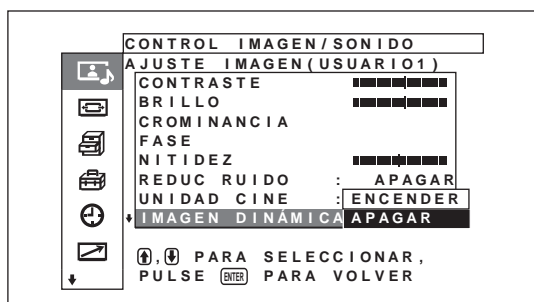 CONTROL IMAGEN/SONIDO
AJUSTE IMAGEN(USUARIO1)
CONTRASTE
BRILLO
CROMINANCIA
FASE
NITIDEZ
REDUC RUIDO : APAGAR
UNIDAD CINE : ENCENDER
IMAGEN DINÁMICA APAGAR
, PARA SELECCIONAR,
PULSE ENTER PARA VOLVER